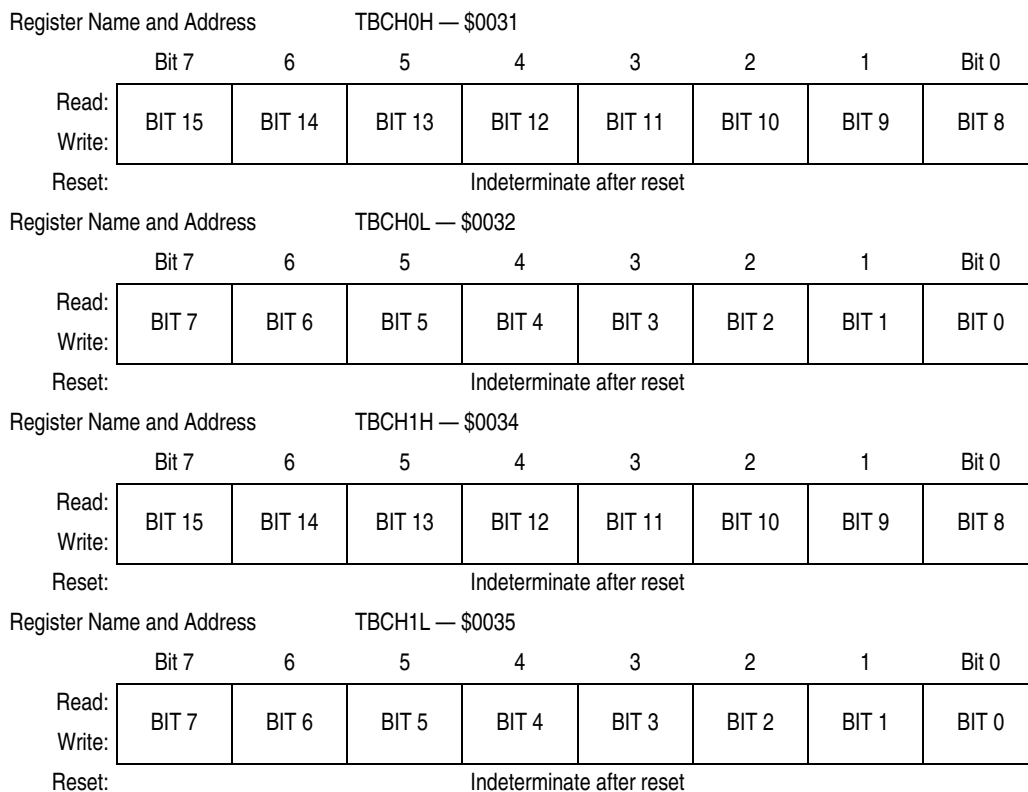 Register Name and Address TBCH0H — $0031
Bit 7 6 5 4 3 2 1 Bit 0
Read:
BIT 15 BIT 14 BIT 13 BIT 12 BIT 11 BIT 10 BIT 9 BIT 8
Write:
Reset: Indeterminate after reset
Register Name and Address TBCH0L — $0032
Bit 7 6 5 4 3 2 1 Bit 0
Read:
BIT 7 BIT 6 BIT 5 BIT 4 BIT 3 BIT 2 BIT 1 BIT 0
Write:
Reset: Indeterminate after reset
Register Name and Address TBCH1H — $0034
Bit 7 6 5 4 3 2 1 Bit 0
Read:
BIT 15 BIT 14 BIT 13 BIT 12 BIT 11 BIT 10 BIT 9 BIT 8
Write:
Reset: Indeterminate after reset
Register Name and Address TBCH1L — $0035
Bit 7 6 5 4 3 2 1 Bit 0
Read:
BIT 7 BIT 6 BIT 5 BIT 4 BIT 3 BIT 2 BIT 1 BIT 0
Write:
Reset: Indeterminate after reset